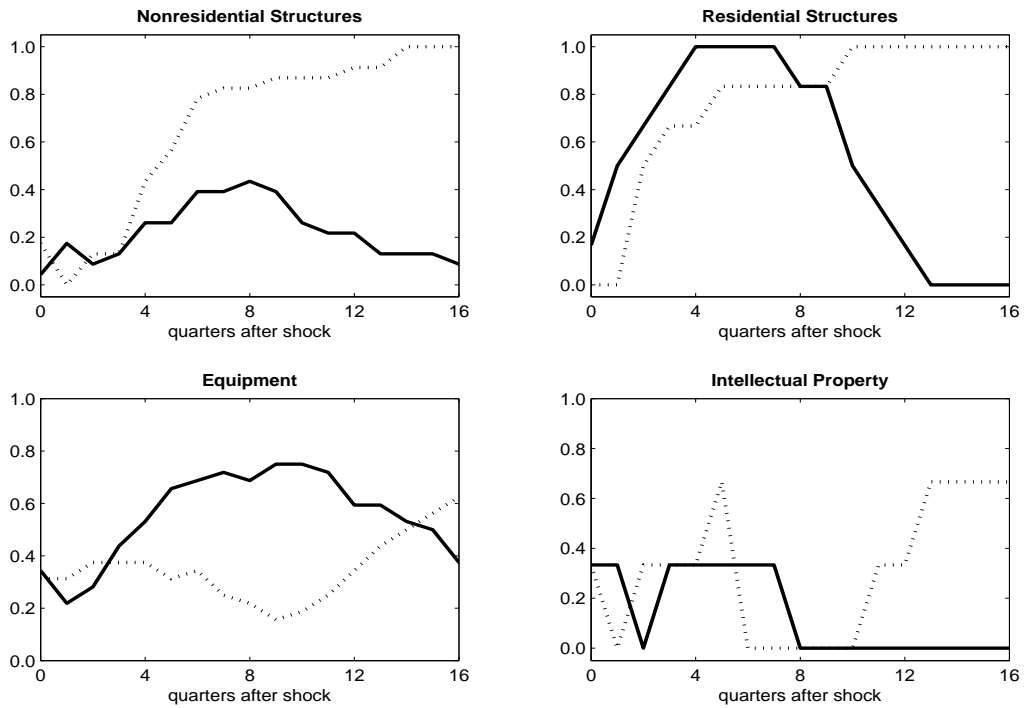 Nonresidential Structures
1.0
0.8
0.6
0.4
0.2
0.0
0 4 8 12 16
quarters after shock
Residential Structures
1.0
0.8
0.6
0.4
0.2
0.0
0 4 8 12 16
quarters after shock
Equipment
1.0
0.8
0.6
0.4
0.2
0.0
0 4 8 12 16
quarters after shock
Intellectual Property
1.0
0.8
0.6
0.4
0.2
0.0
0 4 8 12 16
quarters after shock